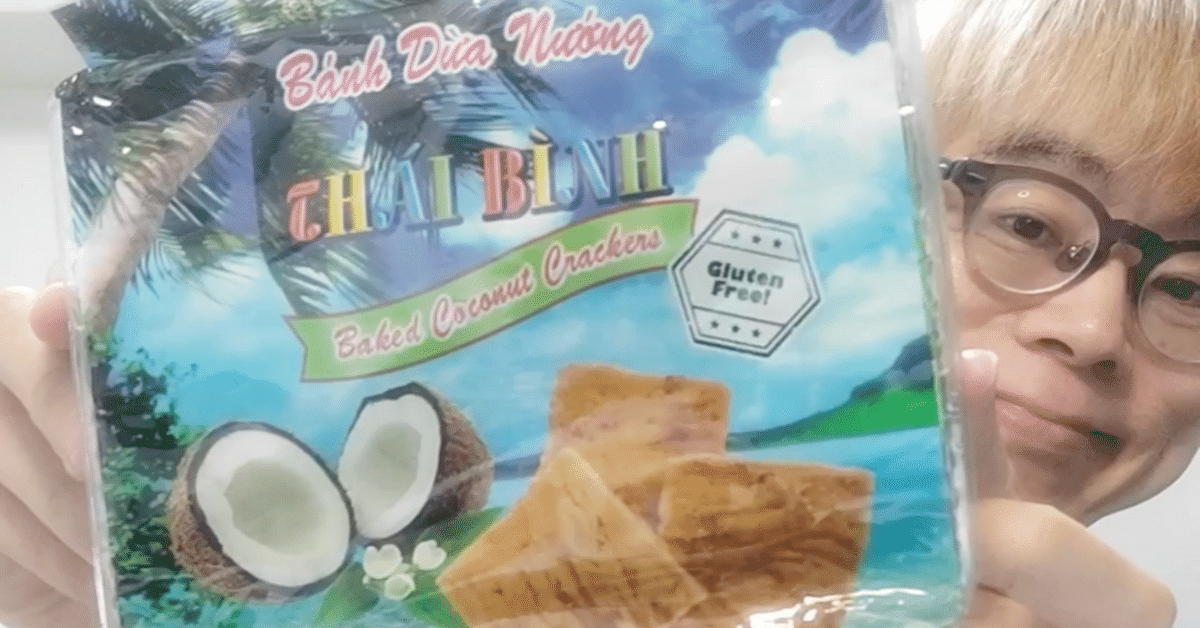 Bánh Dừa Nướng
THÁI BÌNH
Baked Coconut Crackers
Gluten
Free!